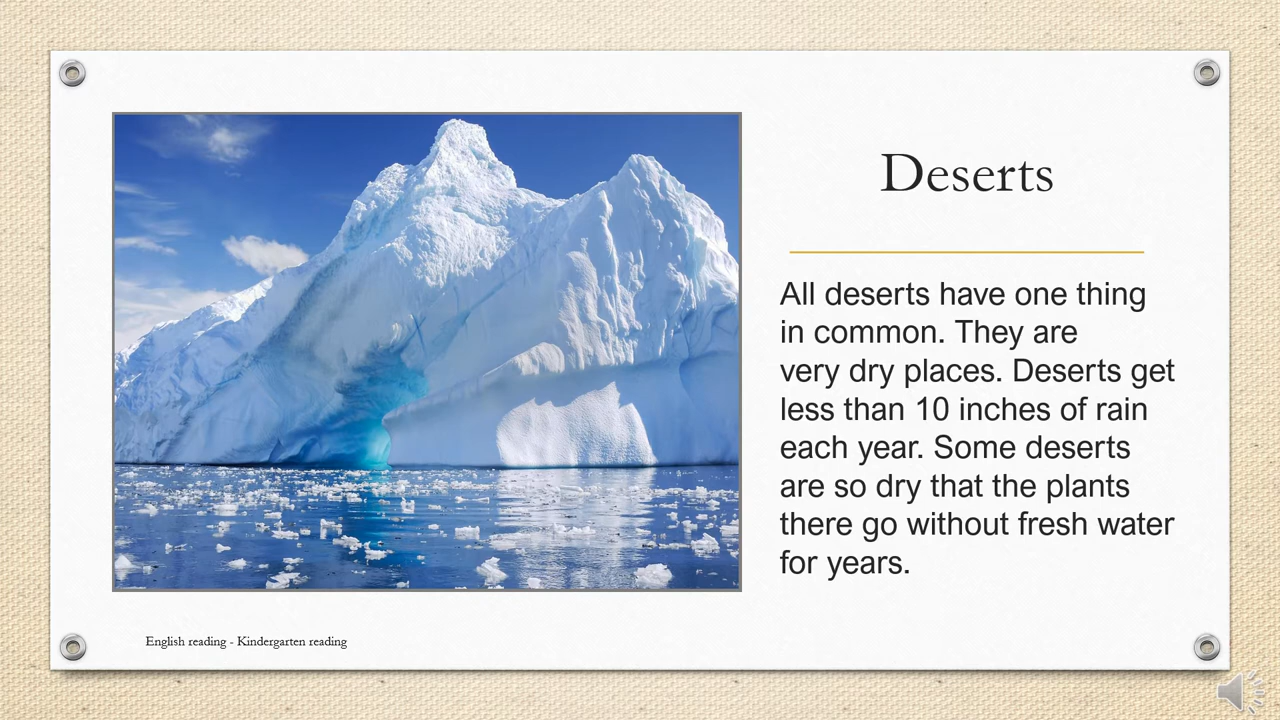 Deserts
All deserts have one thing
in common. They are
very dry places. Deserts get
less than 10 inches of rain
each year. Some deserts
are so dry that the plants
there go without fresh water
for years.
English reading - Kindergarten reading